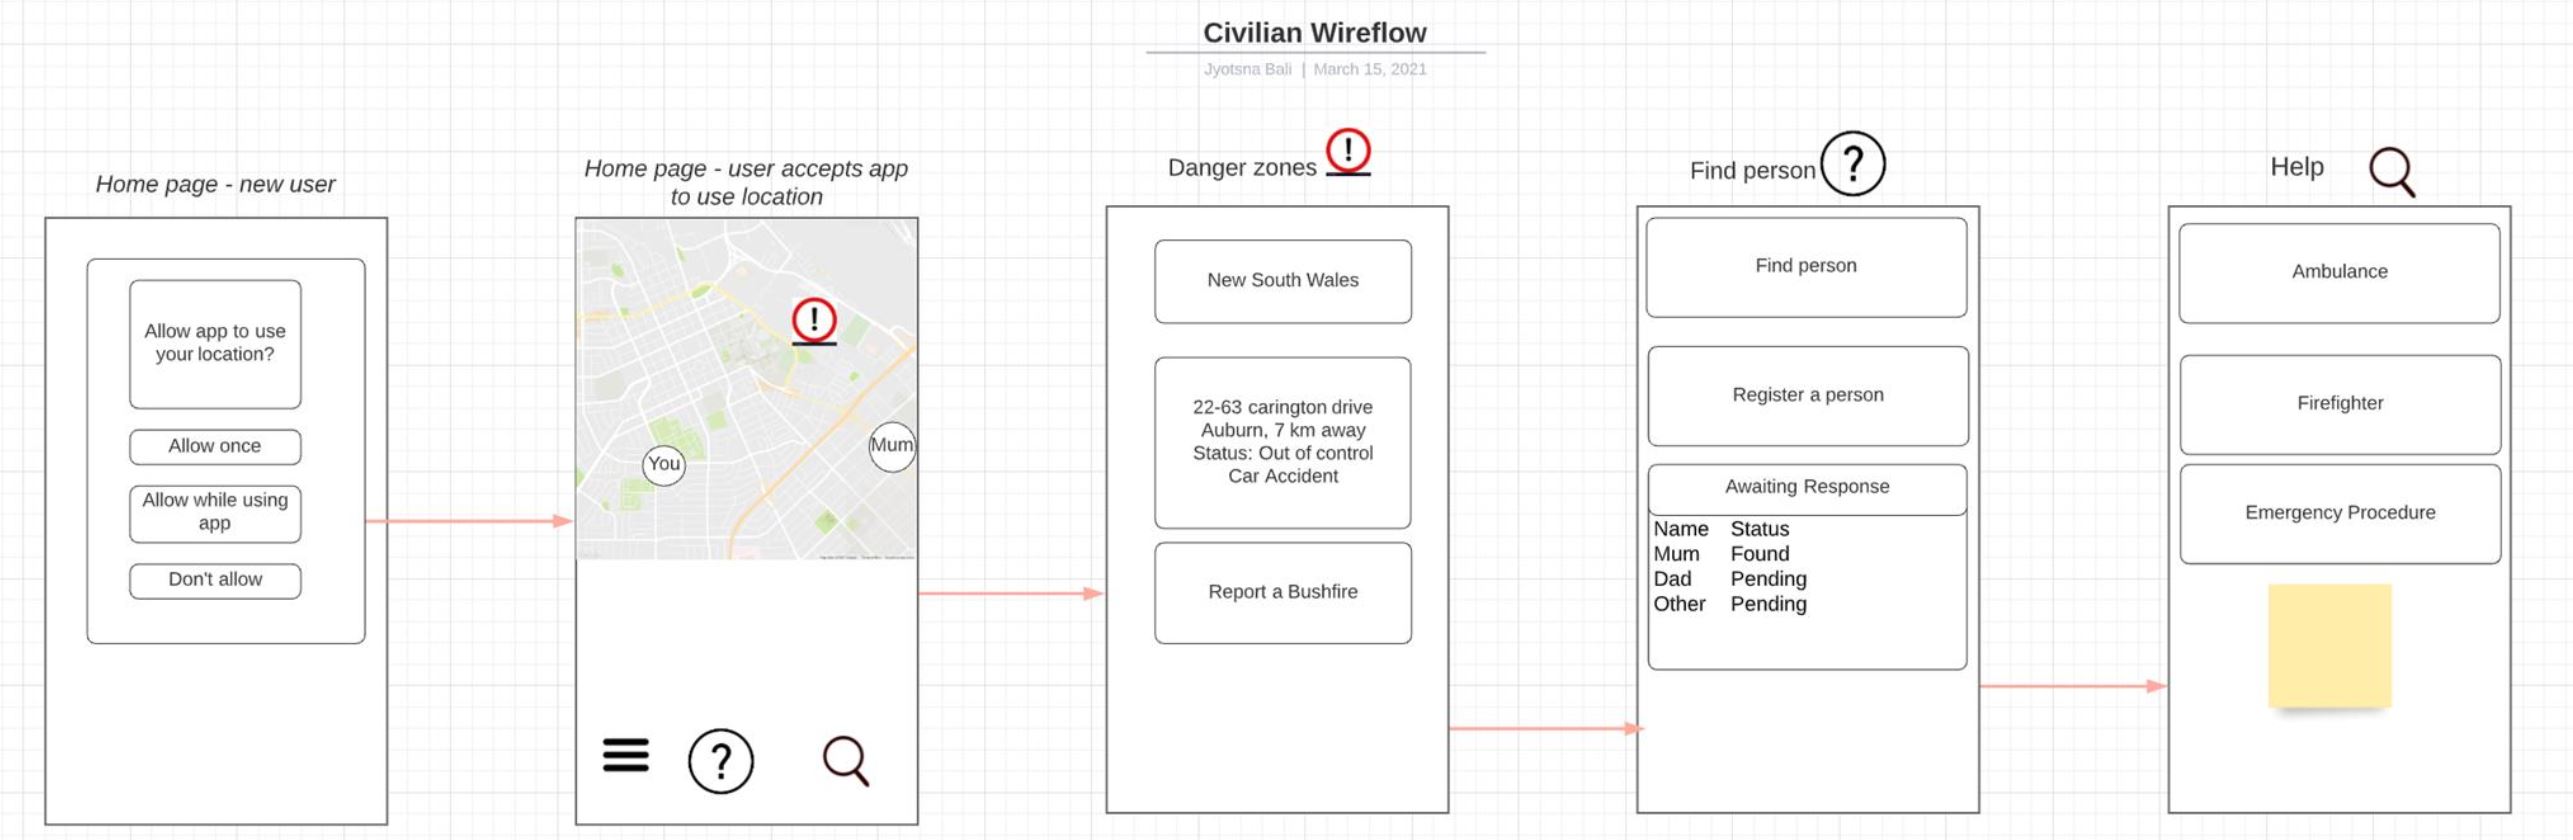 Civilian Wireflow
Jyotsna Bali | March 15, 2021
Home page - new user
Allow app to use
your location?
Allow once
Allow while using
app
Don't allow
Home page - user accepts app
to use location
!
You
Mum
?
Danger zones !
New South Wales
22-63 carington drive
Auburn, 7 km away
Status: Out of control
Car Accident
Report a Bushfire
Find person ?
Find person
Register a person
Awaiting Response
Name Status
Mum Found
Dad Pending
Other Pending
Help
Ambulance
Firefighter
Emergency Procedure